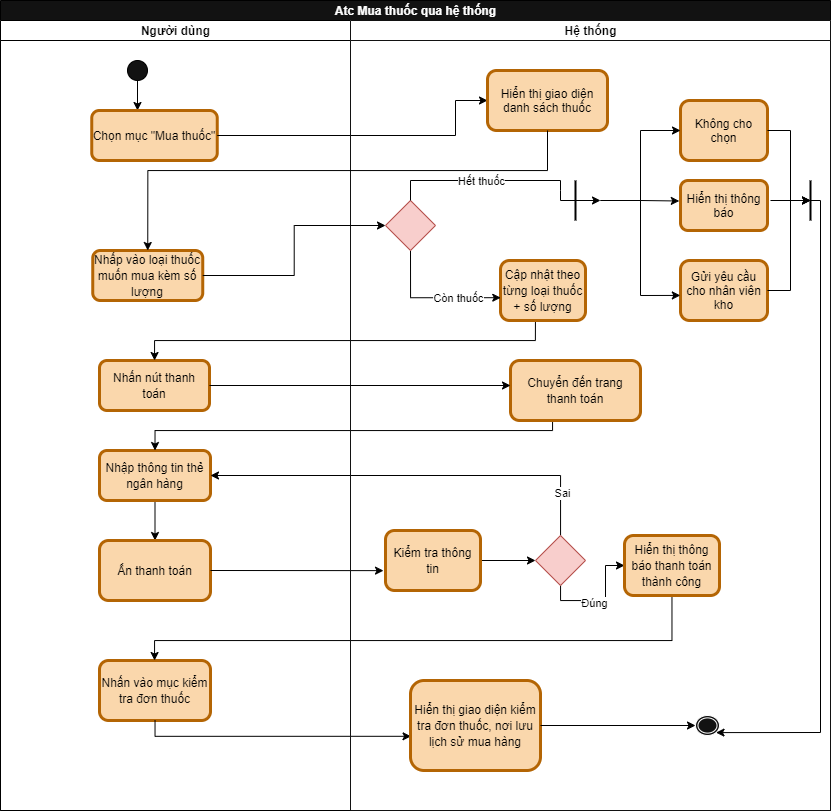 Atc Mua thuốc qua hệ thống
Người dùng
Hệ thống
Chọn mục "Mua thuốc"
Hiển thị giao diện
danh sách thuốc
Không cho
chọn
Hết thuốc
Hiển thị thông
báo
Nhấp vào loại thuốc
muốn mua kèm số
lượng
Còn thuốc
Cập nhật theo
từng loại thuốc
+ số lượng
Gửi yêu cầu
cho nhân viên
kho
Nhấn nút thanh
toán
Chuyển đến trang
thanh toán
Nhập thông tin thẻ
ngân hàng
Sai
Ấn thanh toán
Kiểm tra thông
tin
Hiển thị thông
báo thanh toán
thành công
Đúng
Nhấn vào mục kiểm
tra đơn thuốc
Hiển thị giao diện kiểm
tra đơn thuốc, nơi lưu
lịch sử mua hàng